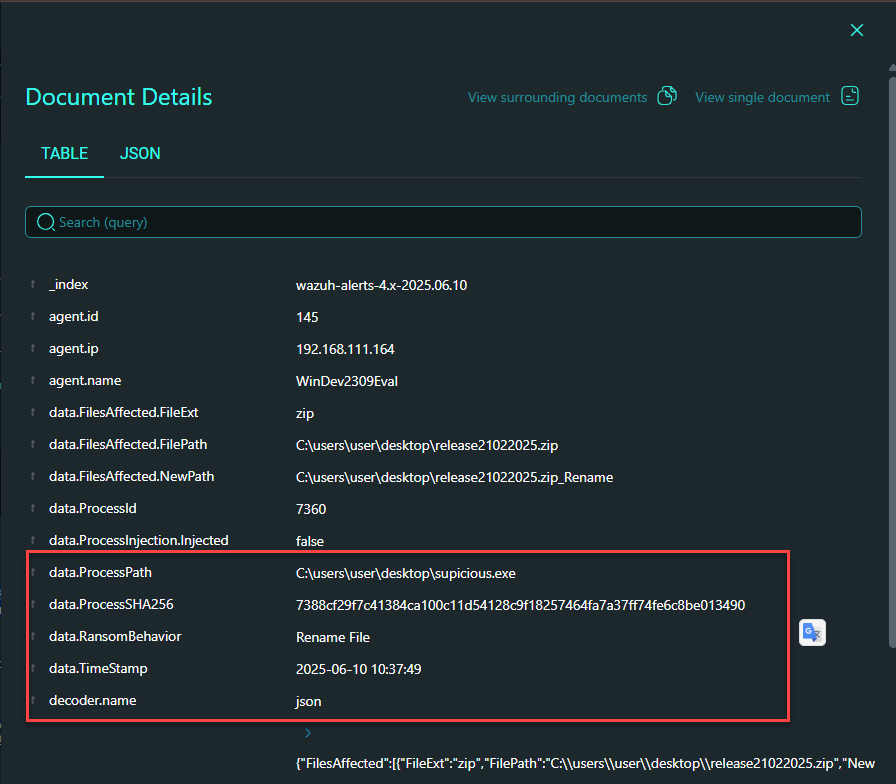 Document Details
View surrounding documents
View single document
TABLE JSON
Search (query)
t _index wazuh-alerts-4.x-2025.06.10
t agent.id 145
t agent.ip 192.168.111.164
t agent.name WinDev2309Eval
t data.FilesAffected.FileExt zip
t data.FilesAffected.FilePath C:\users\user\desktop\release21022025.zip
t data.FilesAffected.NewPath C:\users\user\desktop\release21022025.zip_Rename
t data.ProcessId 7360
t data.ProcessInjection.Injected false
t data.ProcessPath C:\users\user\desktop\supicious.exe
t data.ProcessSHA256 7388cf29f7c41384ca100c11d54128c9f18257464fa7a37ff74fe6c8be013490
t data.RansomBehavior Rename File
t data.TimeStamp 2025-06-10 10:37:49
t decoder.name json
{"FilesAffected":[{"FileExt":"zip","FilePath":"C:\\users\\user\\desktop\\release21022025.zip","New